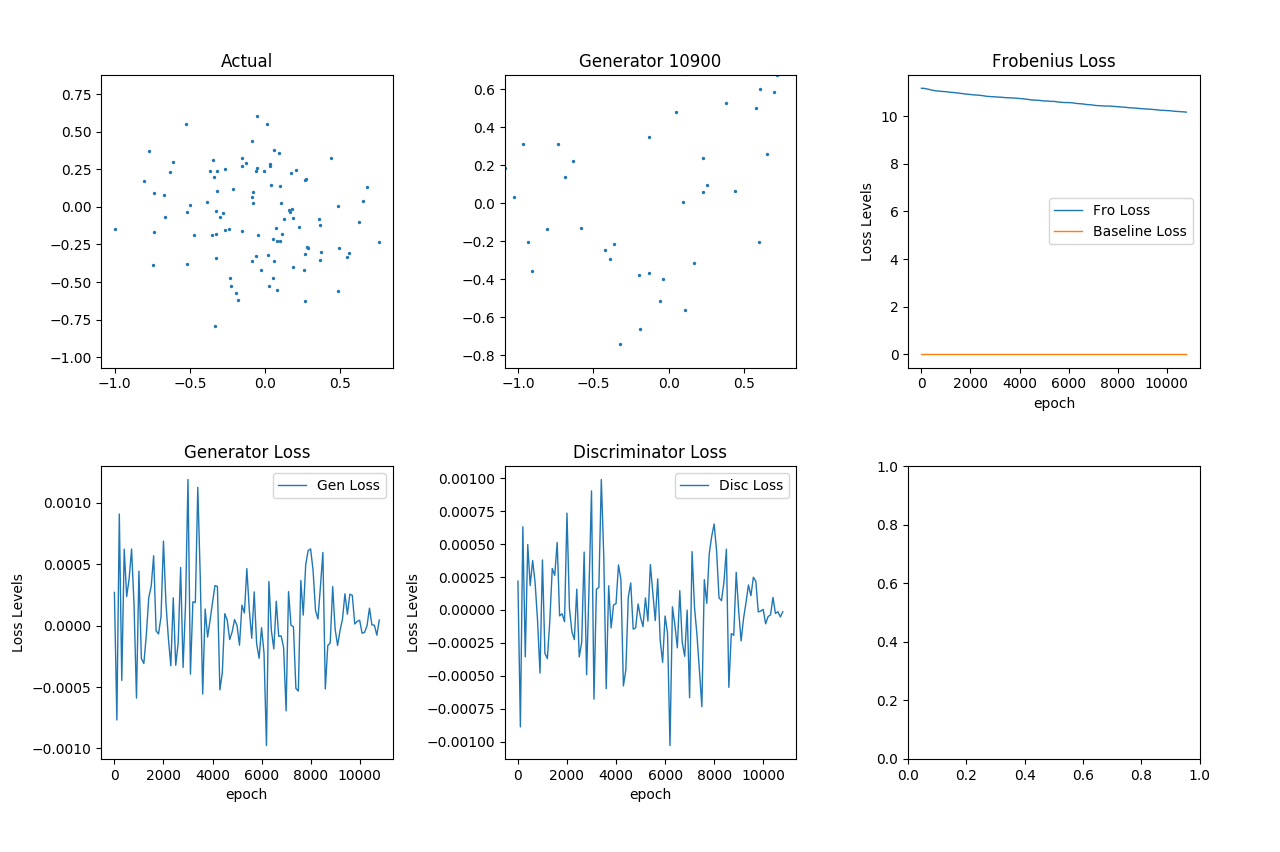 Actual
0.75
0.50
0.25
0.00
−0.25
−0.50
−0.75
−1.00
−1.0 −0.5 0.0 0.5
Generator 10900
0.6
0.4
0.2
0.0
−0.2
−0.4
−0.6
−0.8
−1.0 −0.5 0.0 0.5
Frobenius Loss
Loss Levels
10
8
6
4
2
0
Fro Loss
Baseline Loss
0 2000 4000 6000 8000 10000
epoch
Generator Loss
Loss Levels
0.0010
0.0005
0.0000
−0.0005
−0.0010
Gen Loss
0 2000 4000 6000 8000 10000
epoch
Discriminator Loss
Loss Levels
0.00100
0.00075
0.00050
0.00025
0.00000
−0.00025
−0.00050
−0.00075
−0.00100
Disc Loss
0 2000 4000 6000 8000 10000
epoch
1.0
0.8
0.6
0.4
0.2
0.0
0.0 0.2 0.4 0.6 0.8 1.0